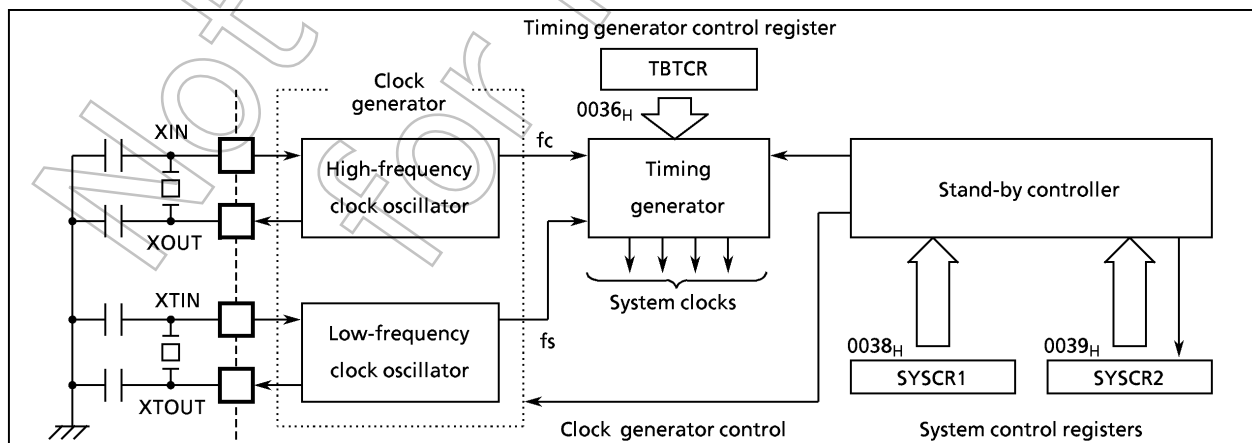 Timing generator control register
TBTCR
0036H
Clock
generator
XIN
High-frequency
clock oscillator
XOUT
fc
Timing
generator
System clocks
Stand-by controller
XTIN
Low-frequency
clock oscillator
XTOUT
fs
0038H
SYSCR1
0039H
SYSCR2
Clock generator control
System control registers
Not
for